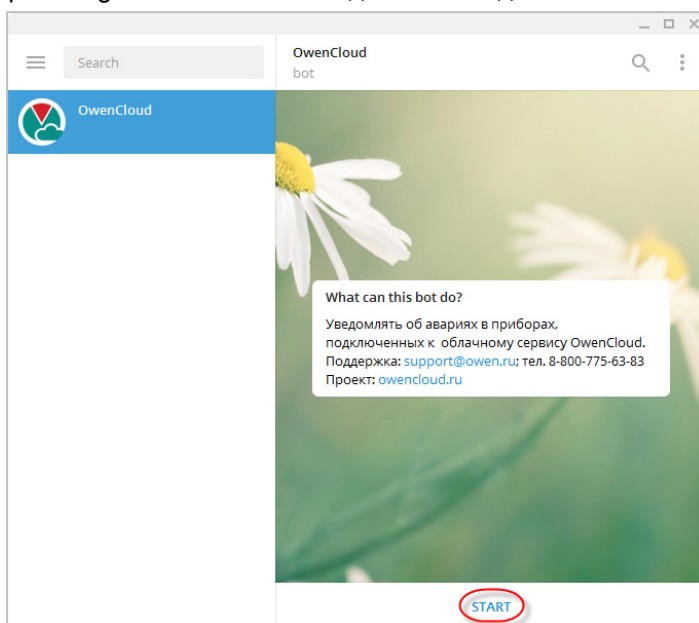 Search
OwenCloud
OwenCloud
bot
What can this bot do?
Уведомлять об авариях в приборах,
подключенных к облачному сервису OwenCloud.
Поддержка: support@owen.ru; тел. 8-800-775-63-83
Проект: owencloud.ru
START